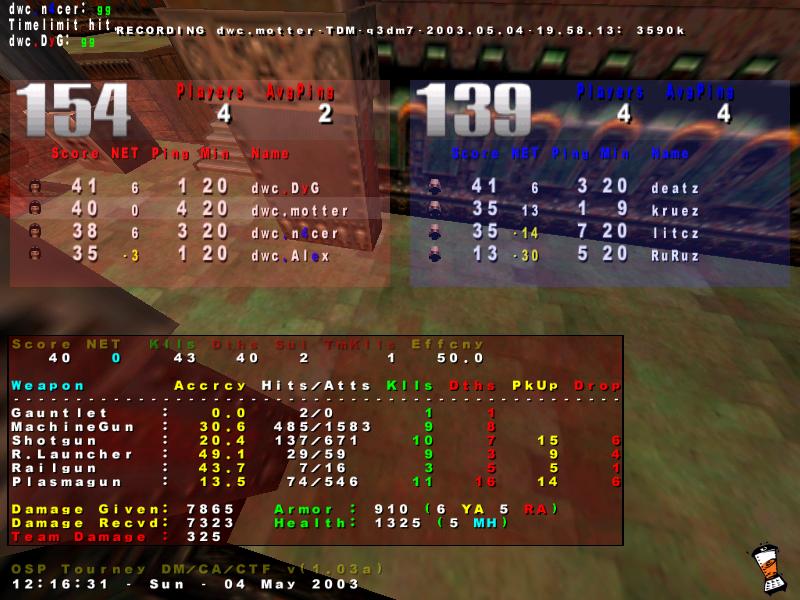 dwc.n4cer: gg
Timelimit hit.
RECORDING dwc.motter-TDM-q3dm7-2003.05.04-19.58.13: 3590k
dwc.DyG: gg
154 Players AvgPing
4 2
Score NET Ping Min Name
41 6 1 20 dwc.DyG
40 0 4 20 dwc.motter
38 6 3 20 dwc.n4cer
35 -3 1 20 dwc.Alex
139 Players AvgPing
4 4
Score NET Ping Min Name
41 6 3 20 deatz
35 13 1 9 kruez
35 -14 7 20 litcz
13 -30 5 20 RuRuz
Score NET Klls Dths Sui TmKlls Effcny
40 0 43 40 2 1 50.0
Weapon Accrcy Hits/Atts Klls Dths PkUp Drop
Gauntlet : 0.0 2/0 1 1
MachineGun : 30.6 485/1583 9 8
Shotgun : 20.4 137/671 10 7 15 6
R.Launcher : 49.1 29/59 9 3 9 4
Railgun : 43.7 7/16 3 5 5 1
Plasmagun : 13.5 74/546 11 16 14 6
Damage Given: 7865 Armor : 910 (6 YA 5 RA)
Damage Recvd: 7323 Health: 1325 (5 MH)
Team Damage : 325
OSP Tourney DM/CA/CTF v(1.03a)
12:16:31 - Sun - 04 May 2003